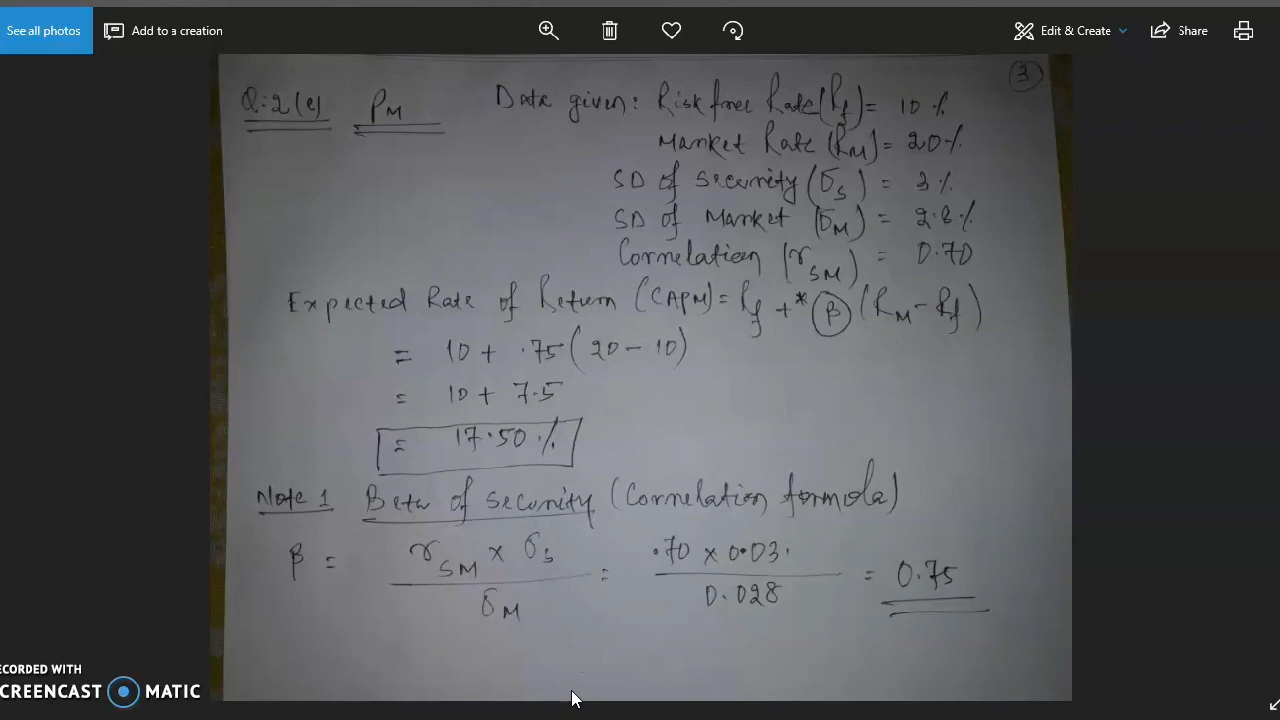 See all photos
Add to a creation
Edit & Create
Share
3
Q:2(e) PM Data given: Risk free Rate (Rf) = 10 %
Market Rate (RM) = 20 %
SD of Security (σS) = 3 %
SD of Market (σM) = 2.8 %
Correlation (rSM) = 0.70
Expected Rate of Return (CAPM) = Rf + * β (RM - Rf)
= 10 + .75 (20 - 10)
= 10 + 7.5
= 17.50 %
Note 1 Beta of security (Correlation formola)
β = rSM × σS / σM = .70 × 0.03 / 0.028 = 0.75
ECORDED WITH
CREENCAST MATIC